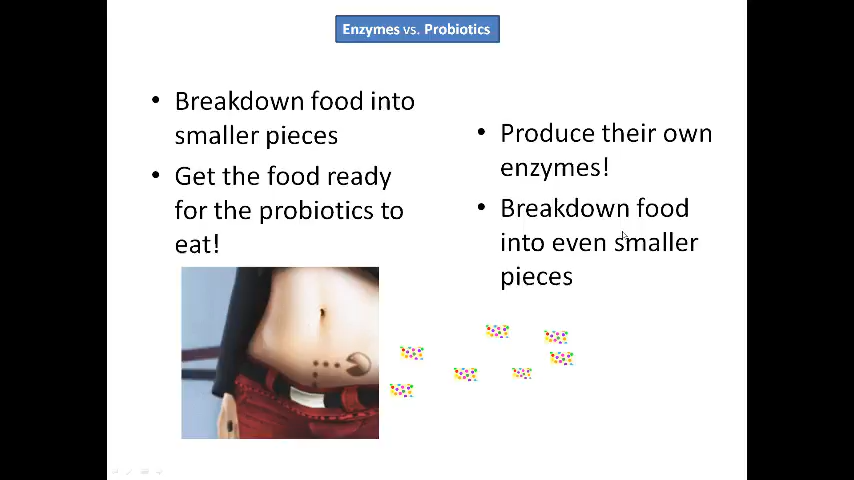 Enzymes vs. Probiotics
• Breakdown food into
smaller pieces
• Get the food ready
for the probiotics to
eat!
• Produce their own
enzymes!
• Breakdown food
into even smaller
pieces